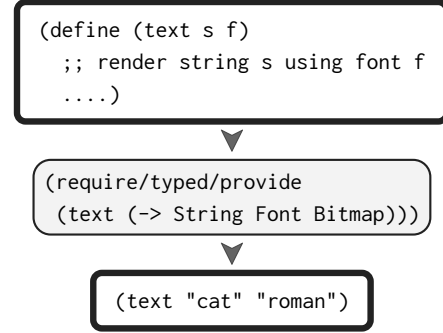 (define (text s f)
;; render string s using font f
....)
(require/typed/provide
(text (-> String Font Bitmap)))
(text "cat" "roman")